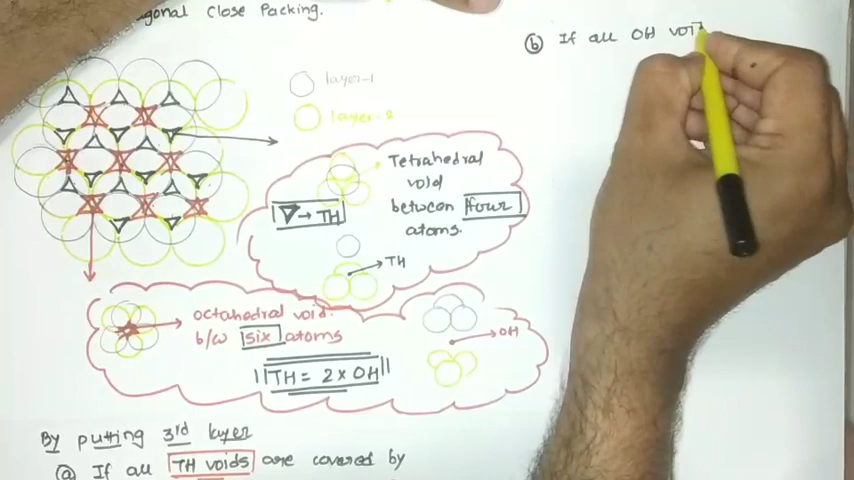 agonal Close Packing.
layer-1
layer-2
Tetrahedral
void
between four
atoms.
▽→TH
TH
octahedral void.
b/w six atoms
OH
TH = 2 x OH
By putting 3rd layer
(a) If all TH voids are covered by
(b) If all OH voi